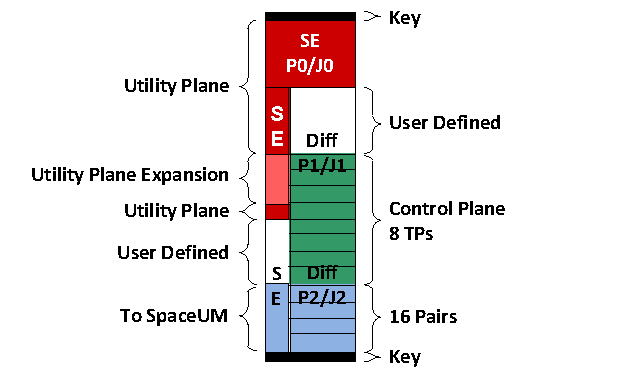 Key
SE
P0/J0
Utility Plane
S
E
Diff
User Defined
P1/J1
Utility Plane Expansion
Utility Plane
Control Plane
8 TPs
User Defined
S
Diff
E
P2/J2
To SpaceUM
16 Pairs
Key